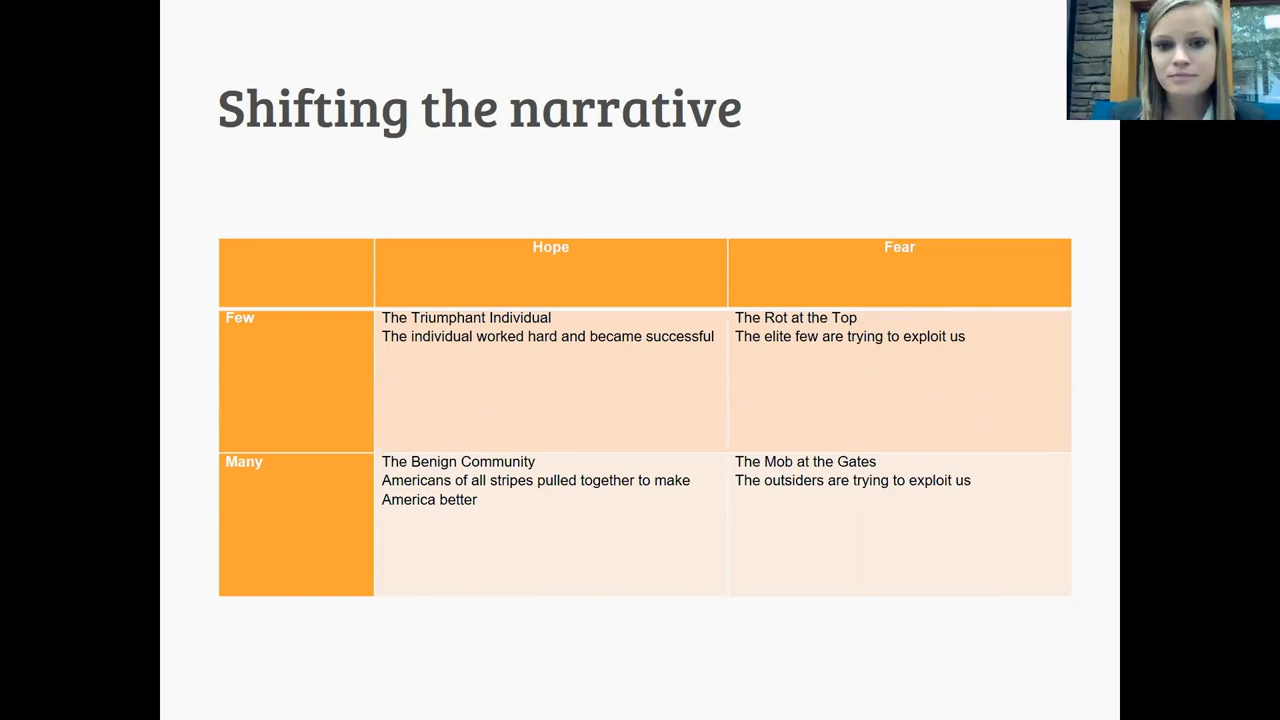 Shifting the narrative
Hope
Fear
Few
The Triumphant Individual
The individual worked hard and became successful
The Rot at the Top
The elite few are trying to exploit us
Many
The Benign Community
Americans of all stripes pulled together to make
America better
The Mob at the Gates
The outsiders are trying to exploit us